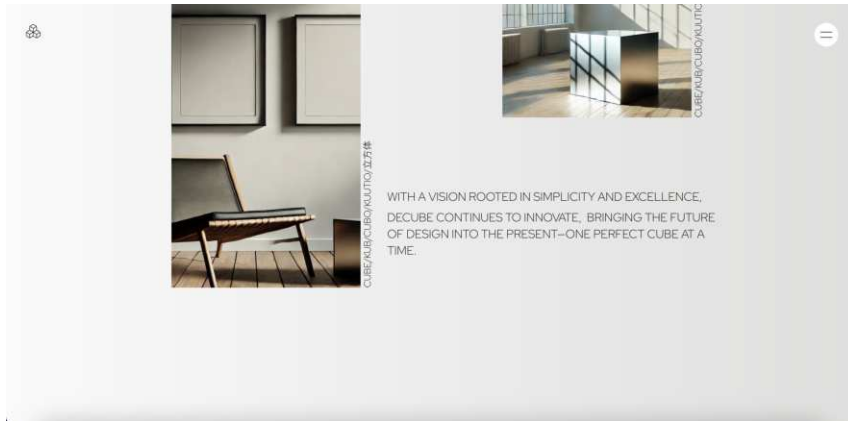 CUBE/KUB/CUBO/KUUTIO/
CUBE/KUB/CUBO/KUUTIO/立方体
WITH A VISION ROOTED IN SIMPLICITY AND EXCELLENCE,
DECUBE CONTINUES TO INNOVATE, BRINGING THE FUTURE
OF DESIGN INTO THE PRESENT—ONE PERFECT CUBE AT A
TIME.